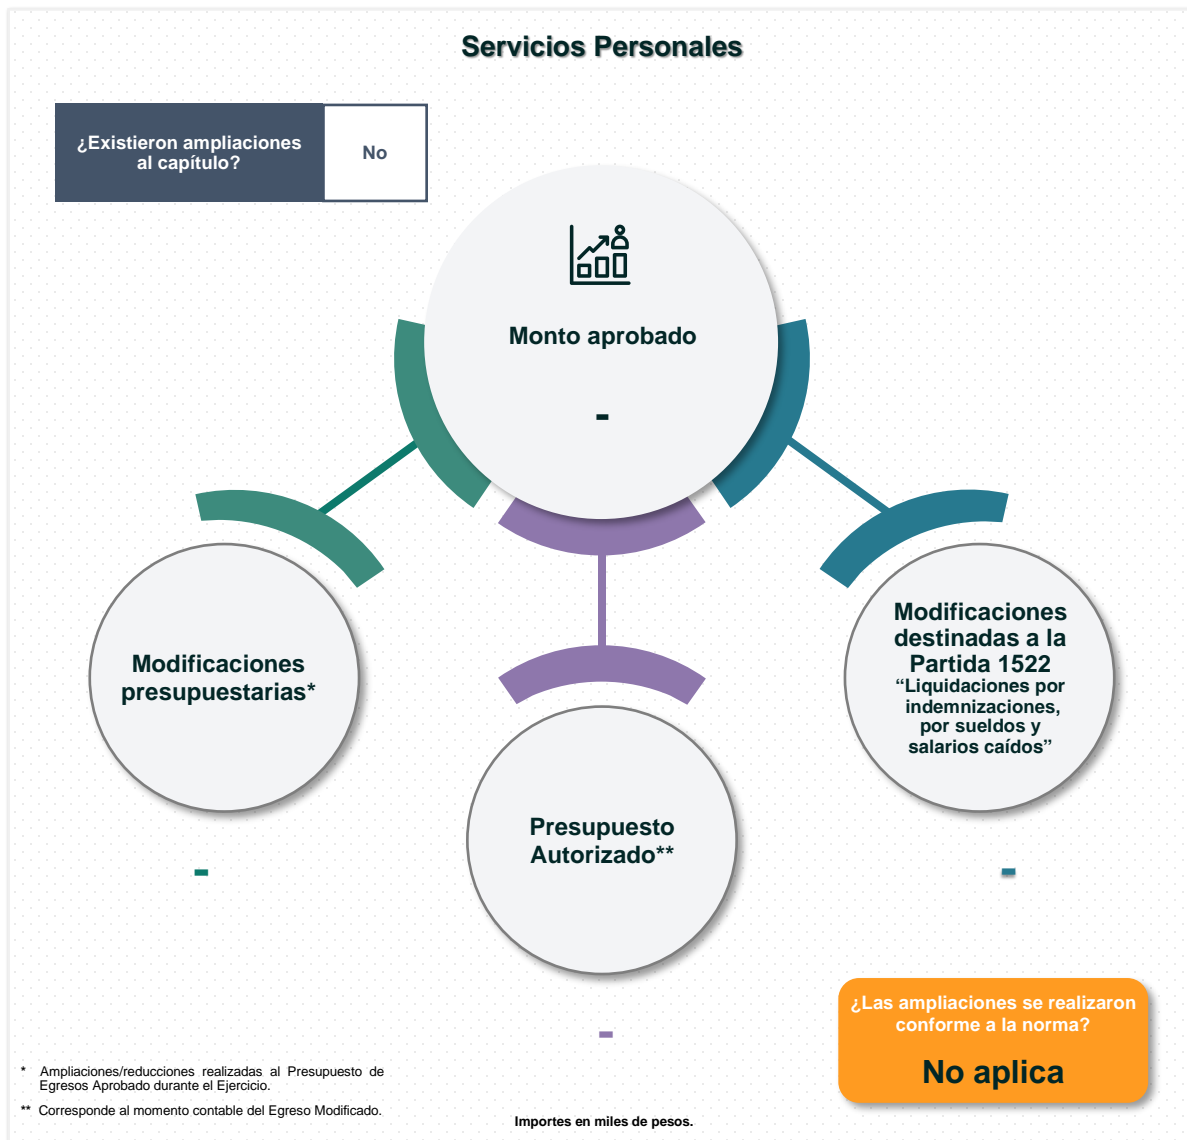 Servicios Personales
¿Existieron ampliaciones
al capítulo?
No
Monto aprobado
-
Modificaciones
presupuestarias*
-
Presupuesto
Autorizado**
-
Modificaciones
destinadas a la
Partida 1522
“Liquidaciones por
indemnizaciones,
por sueldos y
salarios caídos”
-
¿Las ampliaciones se realizaron
conforme a la norma?
No aplica
* Ampliaciones/reducciones realizadas al Presupuesto de
Egresos Aprobado durante el Ejercicio.
** Corresponde al momento contable del Egreso Modificado.
Importes en miles de pesos.